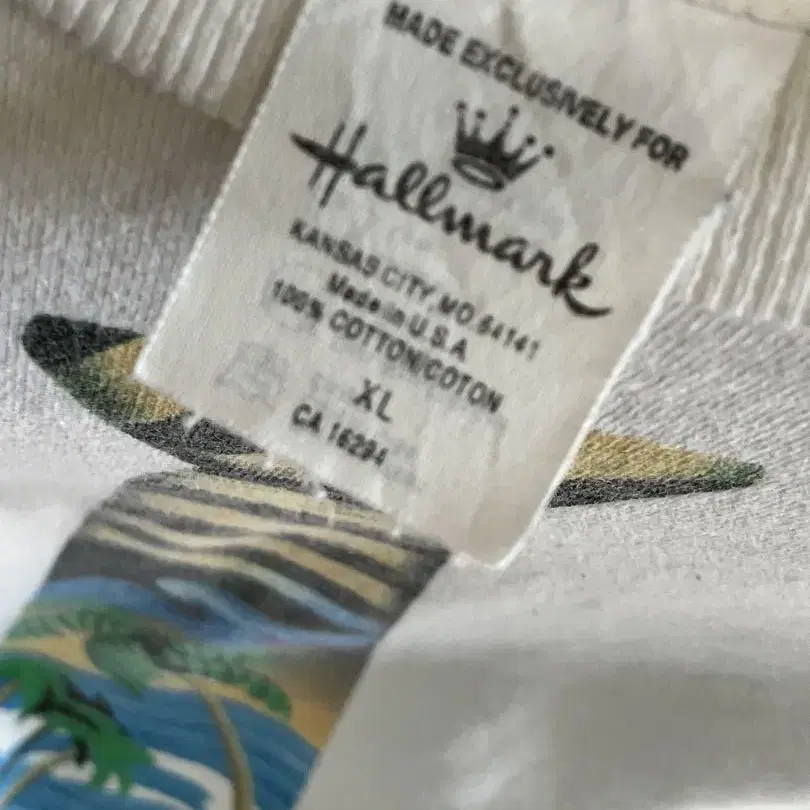 MADE EXCLUSIVELY FOR
Hallmark
KANSAS CITY, MO. 64141
Made in U.S.A
100% COTTON/COTON
XL
CA 16294